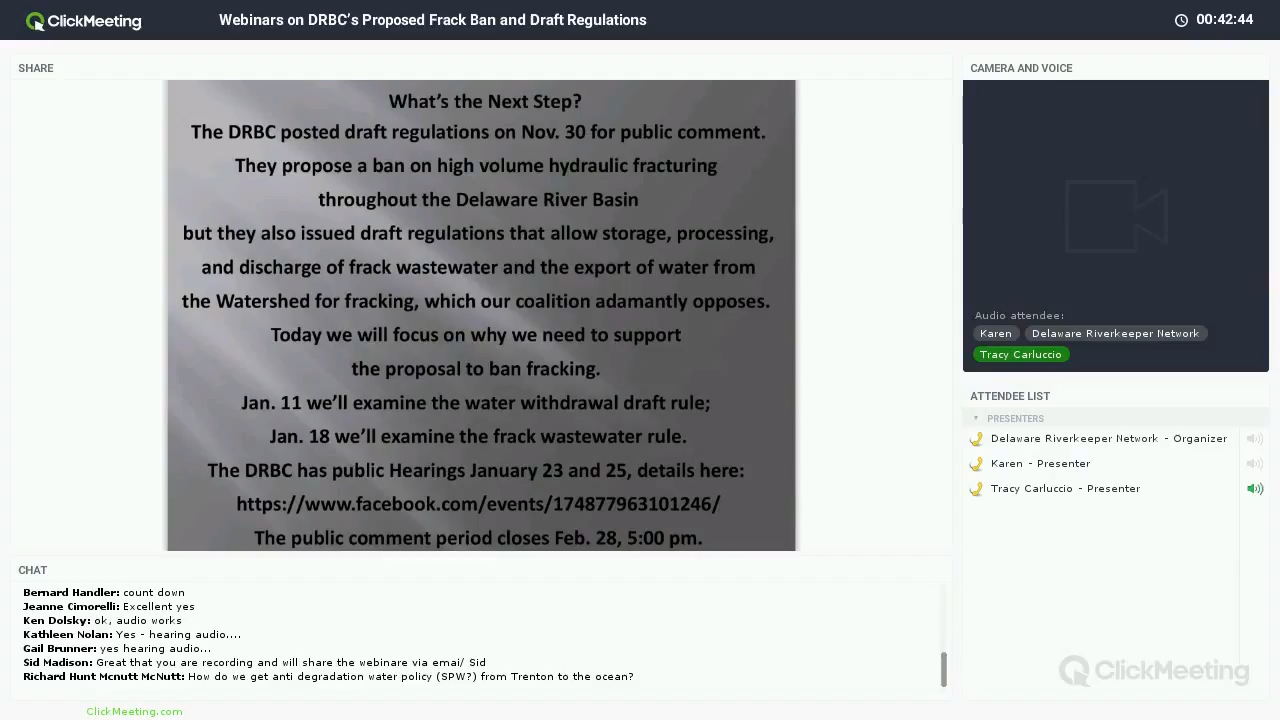 ClickMeeting
Webinars on DRBC's Proposed Frack Ban and Draft Regulations
00:42:44
SHARE
What's the Next Step?
The DRBC posted draft regulations on Nov. 30 for public comment.
They propose a ban on high volume hydraulic fracturing
throughout the Delaware River Basin
but they also issued draft regulations that allow storage, processing,
and discharge of frack wastewater and the export of water from
the Watershed for fracking, which our coalition adamantly opposes.
Today we will focus on why we need to support
the proposal to ban fracking.
Jan. 11 we'll examine the water withdrawal draft rule;
Jan. 18 we'll examine the frack wastewater rule.
The DRBC has public Hearings January 23 and 25, details here:
https://www.facebook.com/events/174877963101246/
The public comment period closes Feb. 28, 5:00 pm.
CAMERA AND VOICE
Audio attendee:
Karen Delaware Riverkeeper Network
Tracy Carluccio
ATTENDEE LIST
PRESENTERS
Delaware Riverkeeper Network - Organizer
Karen - Presenter
Tracy Carluccio - Presenter
CHAT
Bernard Handler: count down
Jeanne Cimorelli: Excellent yes
Ken Dolsky: ok, audio works
Kathleen Nolan: Yes - hearing audio....
Gail Brunner: yes hearing audio...
Sid Madison: Great that you are recording and will share the webinare via emai/ Sid
Richard Hunt Mcnutt McNutt: How do we get anti degradation water policy (SPW?) from Trenton to the ocean?
ClickMeeting
ClickMeeting.com